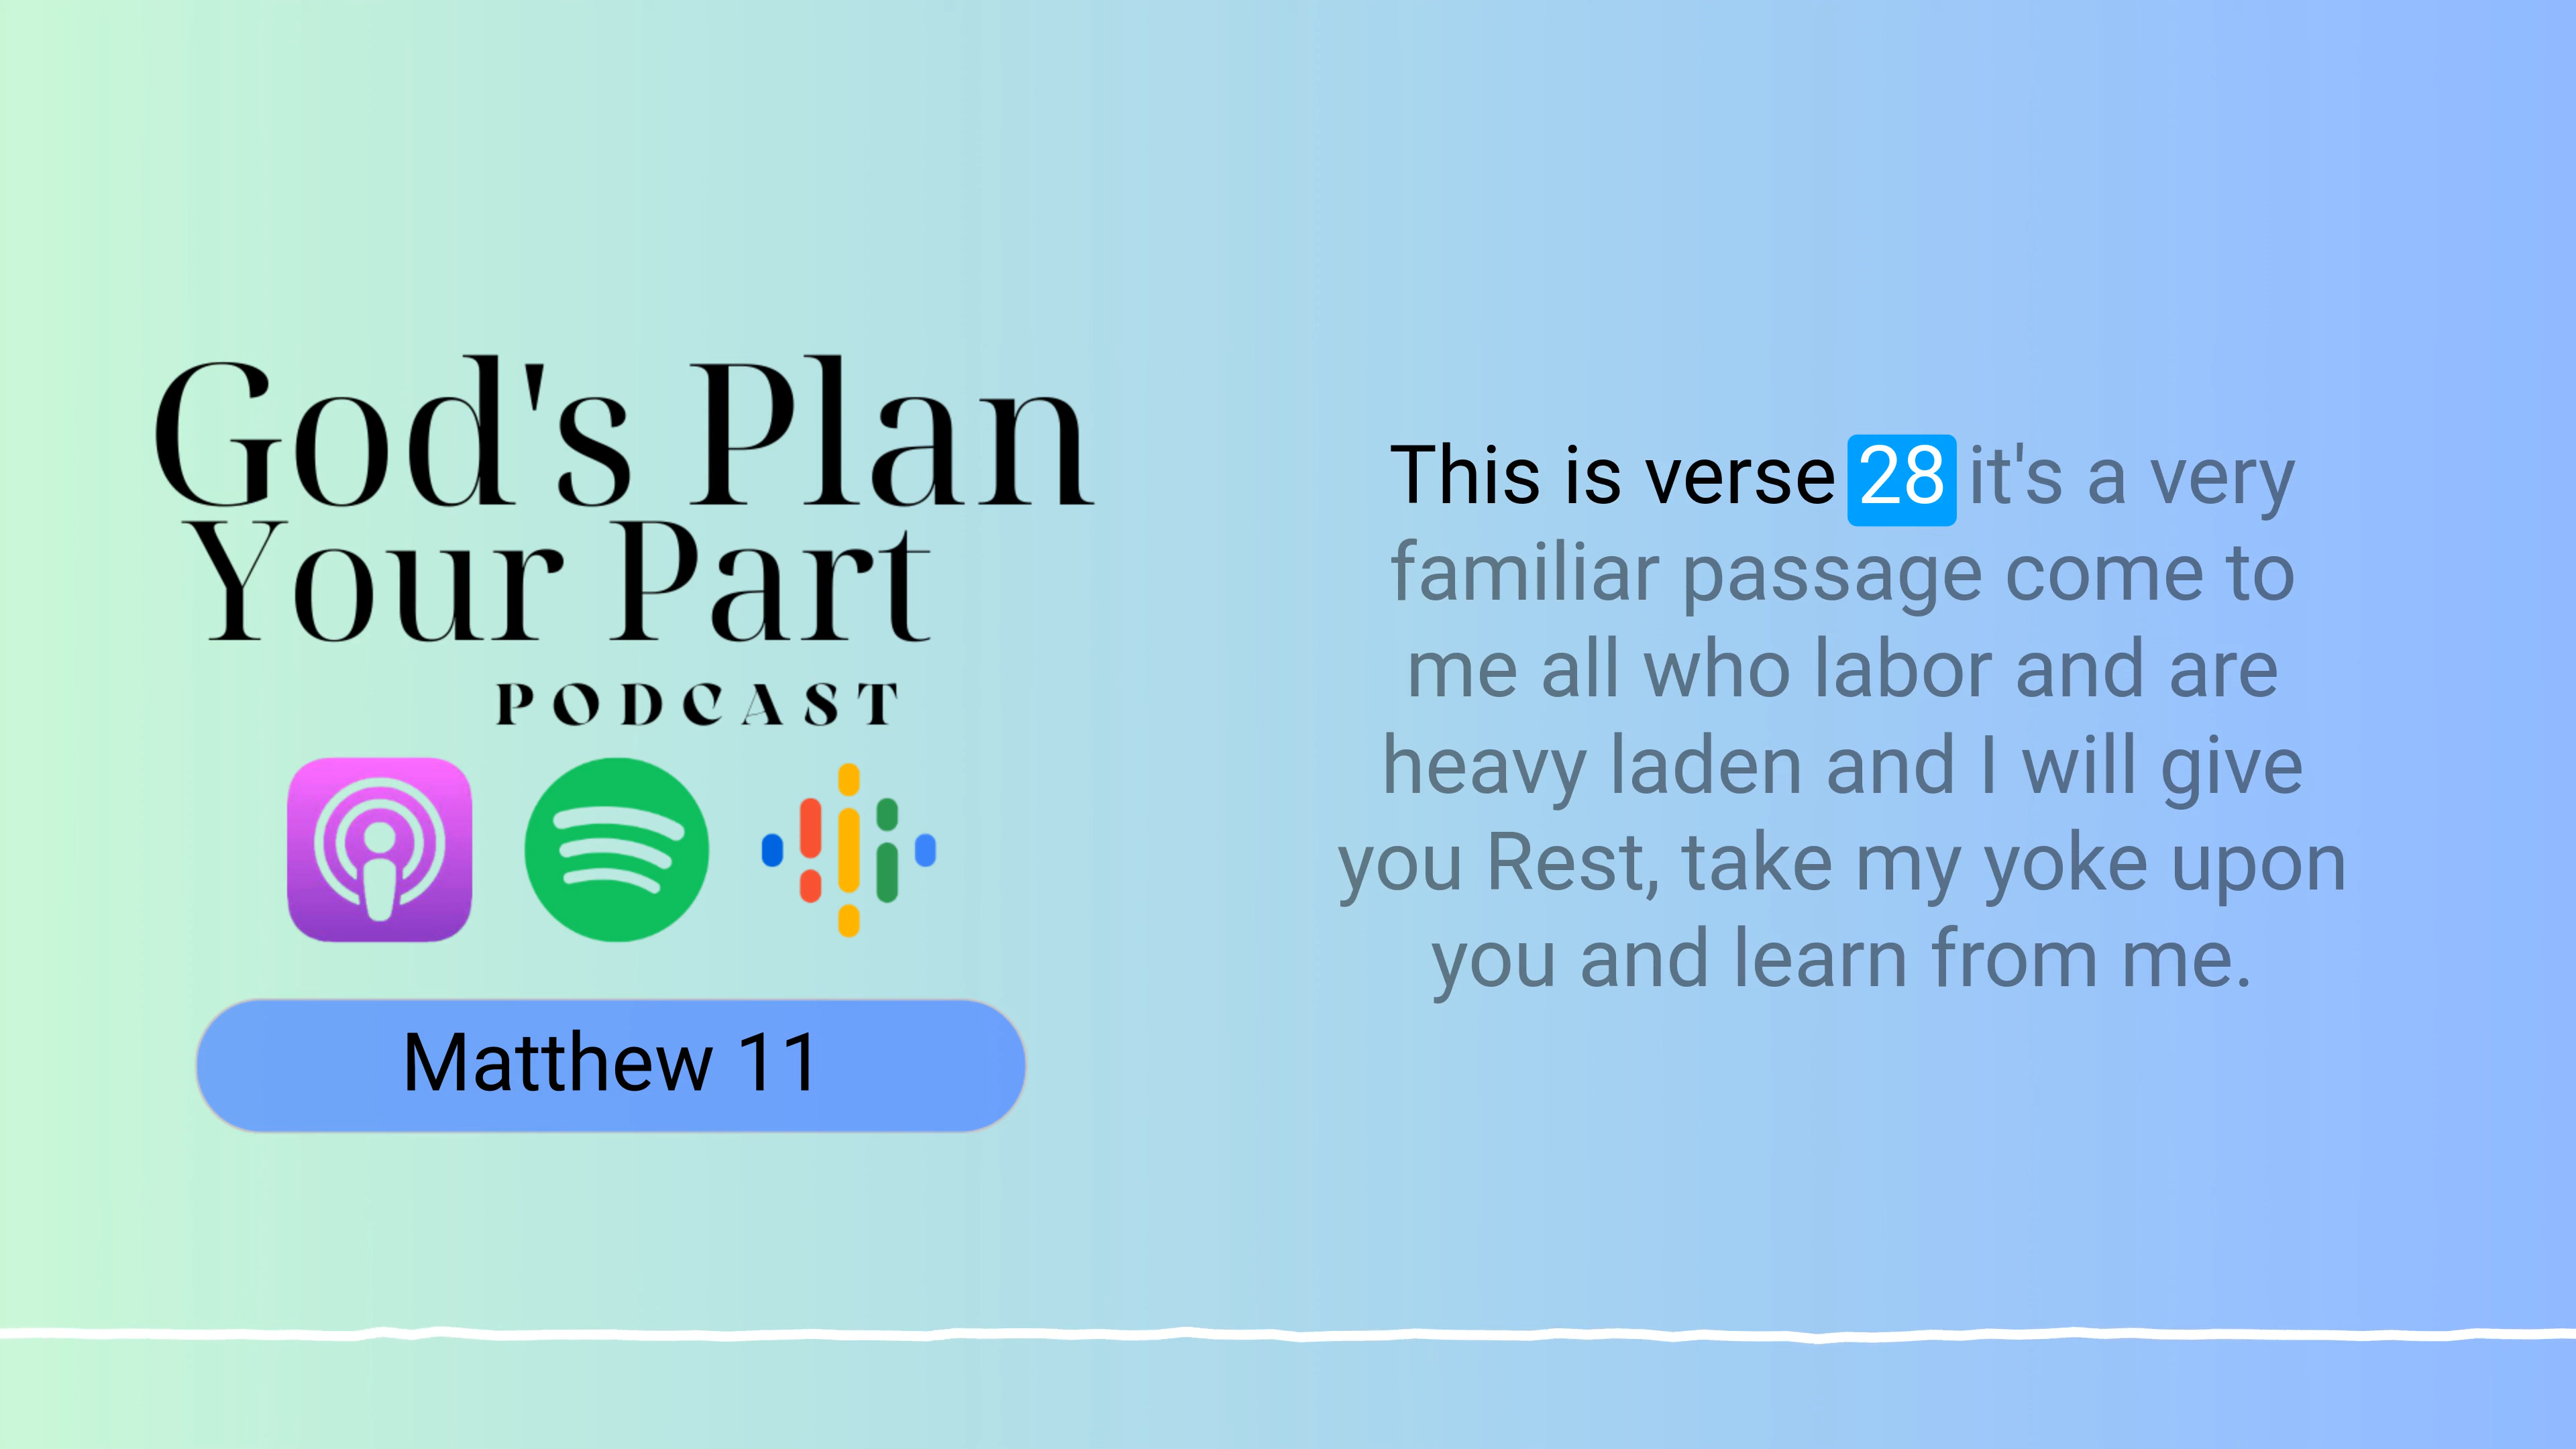 God's Plan
Your Part
PODCAST
Matthew 11
This is verse 28 it's a very
familiar passage come to
me all who labor and are
heavy laden and I will give
you Rest, take my yoke upon
you and learn from me.